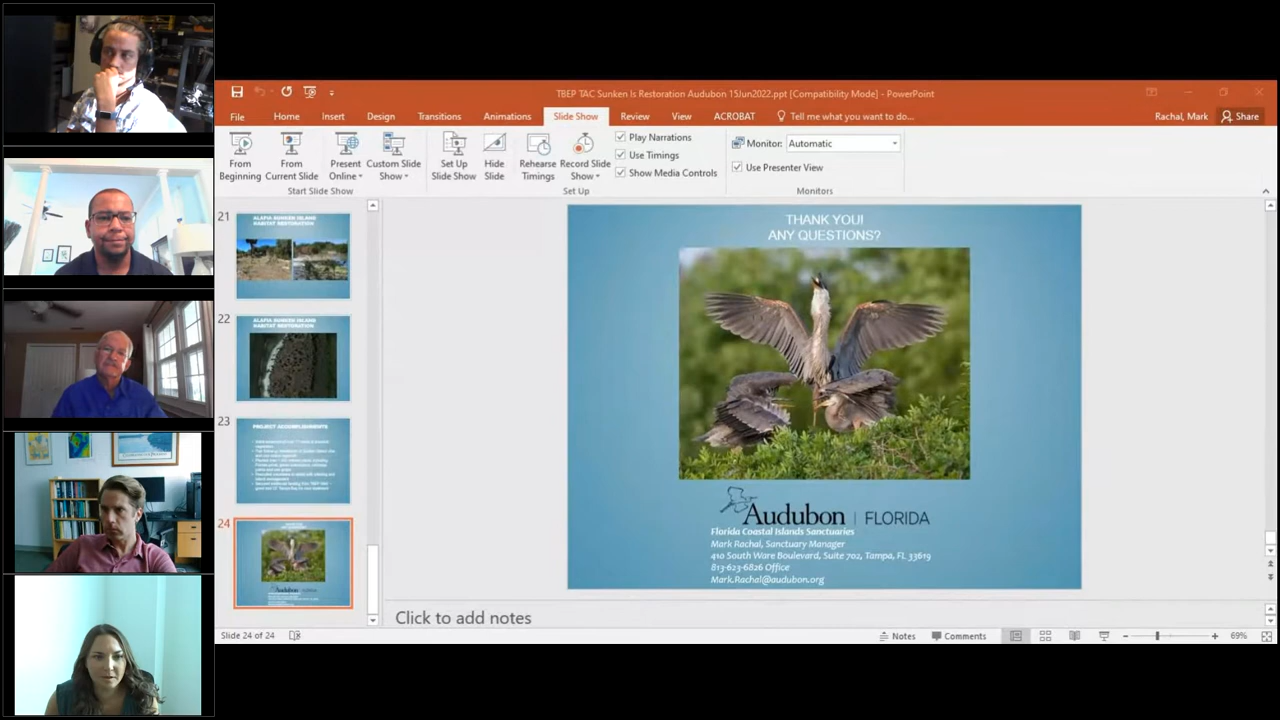 TBEP TAC Sunken Is Restoration Audubon 15Jun2022.ppt [Compatibility Mode] - PowerPoint
File Home Insert Design Transitions Animations Slide Show Review View ACROBAT Tell me what you want to do... Rachal, Mark Share
From Beginning
From Current Slide
Present Online
Custom Slide Show
Start Slide Show
Set Up Slide Show
Hide Slide
Rehearse Timings
Record Slide Show
Play Narrations
Use Timings
Show Media Controls
Set Up
Monitor: Automatic
Use Presenter View
Monitors
21
ALAFIA SUNKEN ISLAND
HABITAT RESTORATION
22
ALAFIA SUNKEN ISLAND
HABITAT RESTORATION
23
PROJECT ACCOMPLISHMENTS
24
THANK YOU!
ANY QUESTIONS?
Audubon | FLORIDA
Florida Coastal Islands Sanctuaries
Mark Rachal, Sanctuary Manager
410 South Ware Boulevard, Suite 702, Tampa, FL 33619
813-623-6826 Office
Mark.Rachal@audubon.org
Click to add notes
Slide 24 of 24
Notes Comments 69%